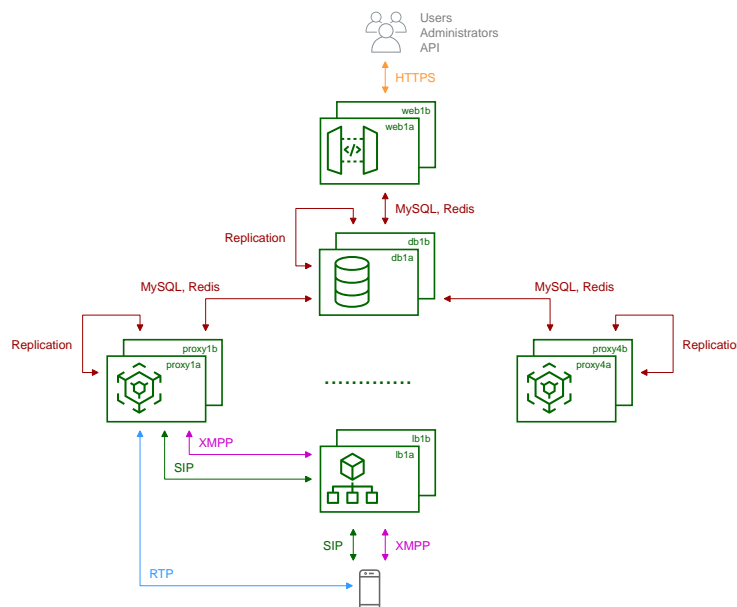 Users
Administrators
API
HTTPS
web1b
web1a
MySQL, Redis
Replication
db1b
db1a
MySQL, Redis
MySQL, Redis
Replication
proxy1b
proxy1a
proxy4b
proxy4a
Replicatio
XMPP
SIP
lb1b
lb1a
SIP
XMPP
RTP